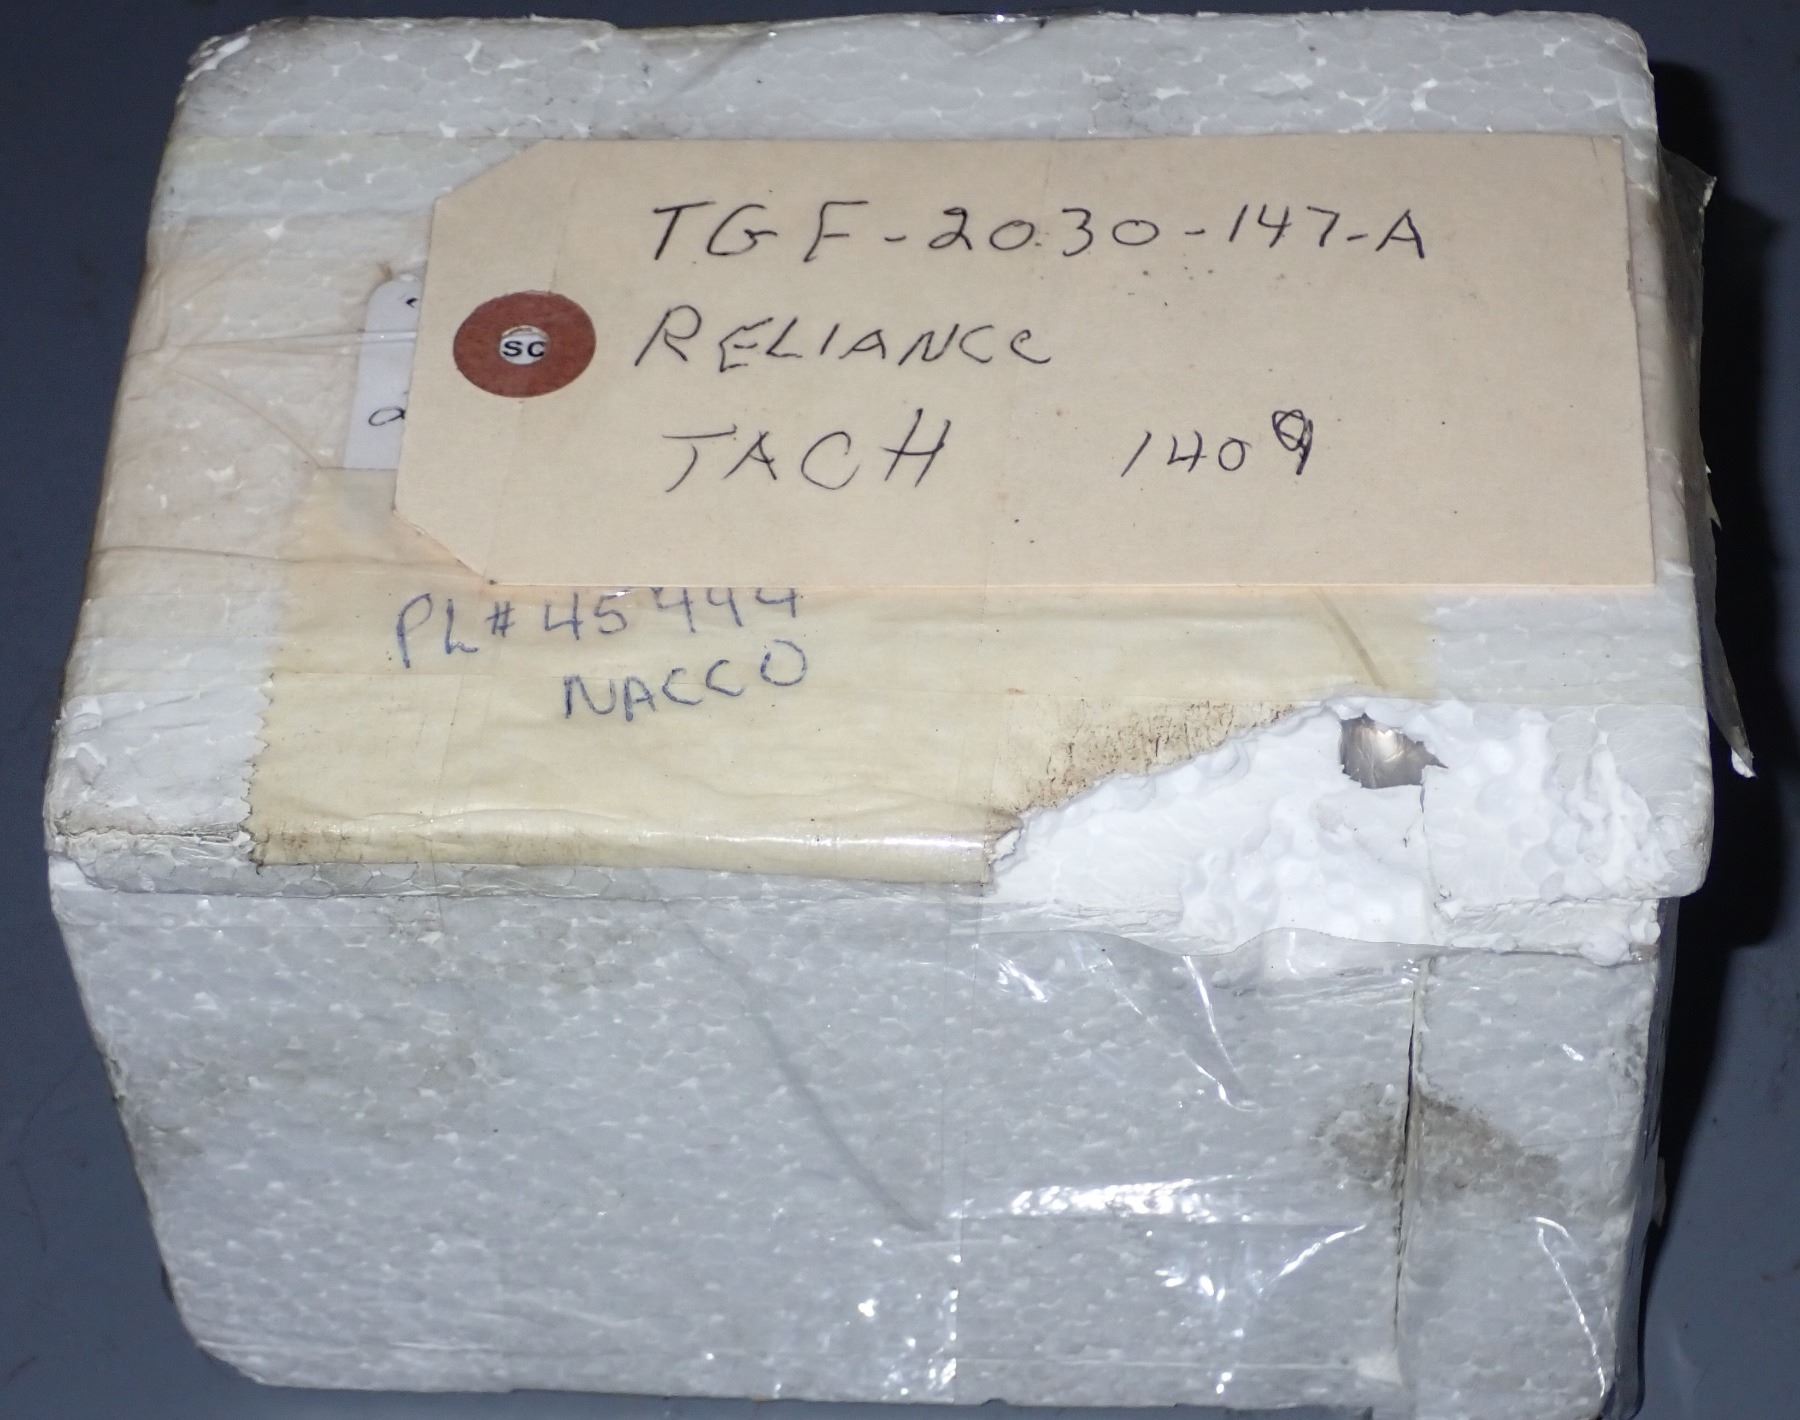 TGF-2030-147-A
SC
RELIANCE
TACH 1409
PL#45444
NACCO